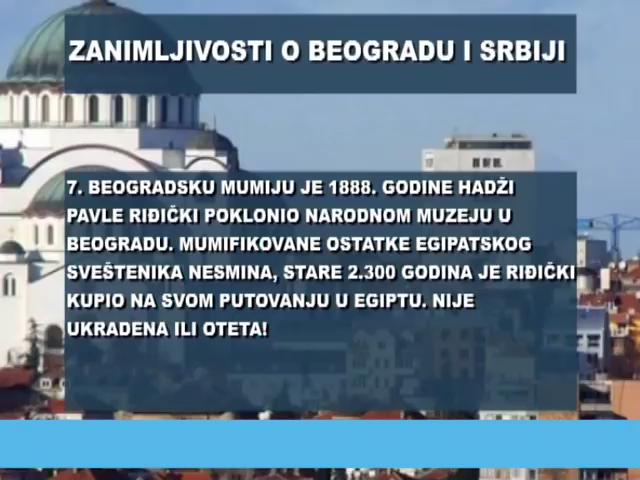 ZANIMLJIVOSTI O BEOGRADU I SRBIJI
7. BEOGRADSKU MUMIJU JE 1888. GODINE HADŽI
PAVLE RIĐIČKI POKLONIO NARODNOM MUZEJU U
BEOGRADU. MUMIFIKOVANE OSTATKE EGIPATSKOG
SVEŠTENIKA NESMINA, STARE 2.300 GODINA JE RIĐIČKI
KUPIO NA SVOM PUTOVANJU U EGIPTU. NIJE
UKRADENA ILI OTETA!